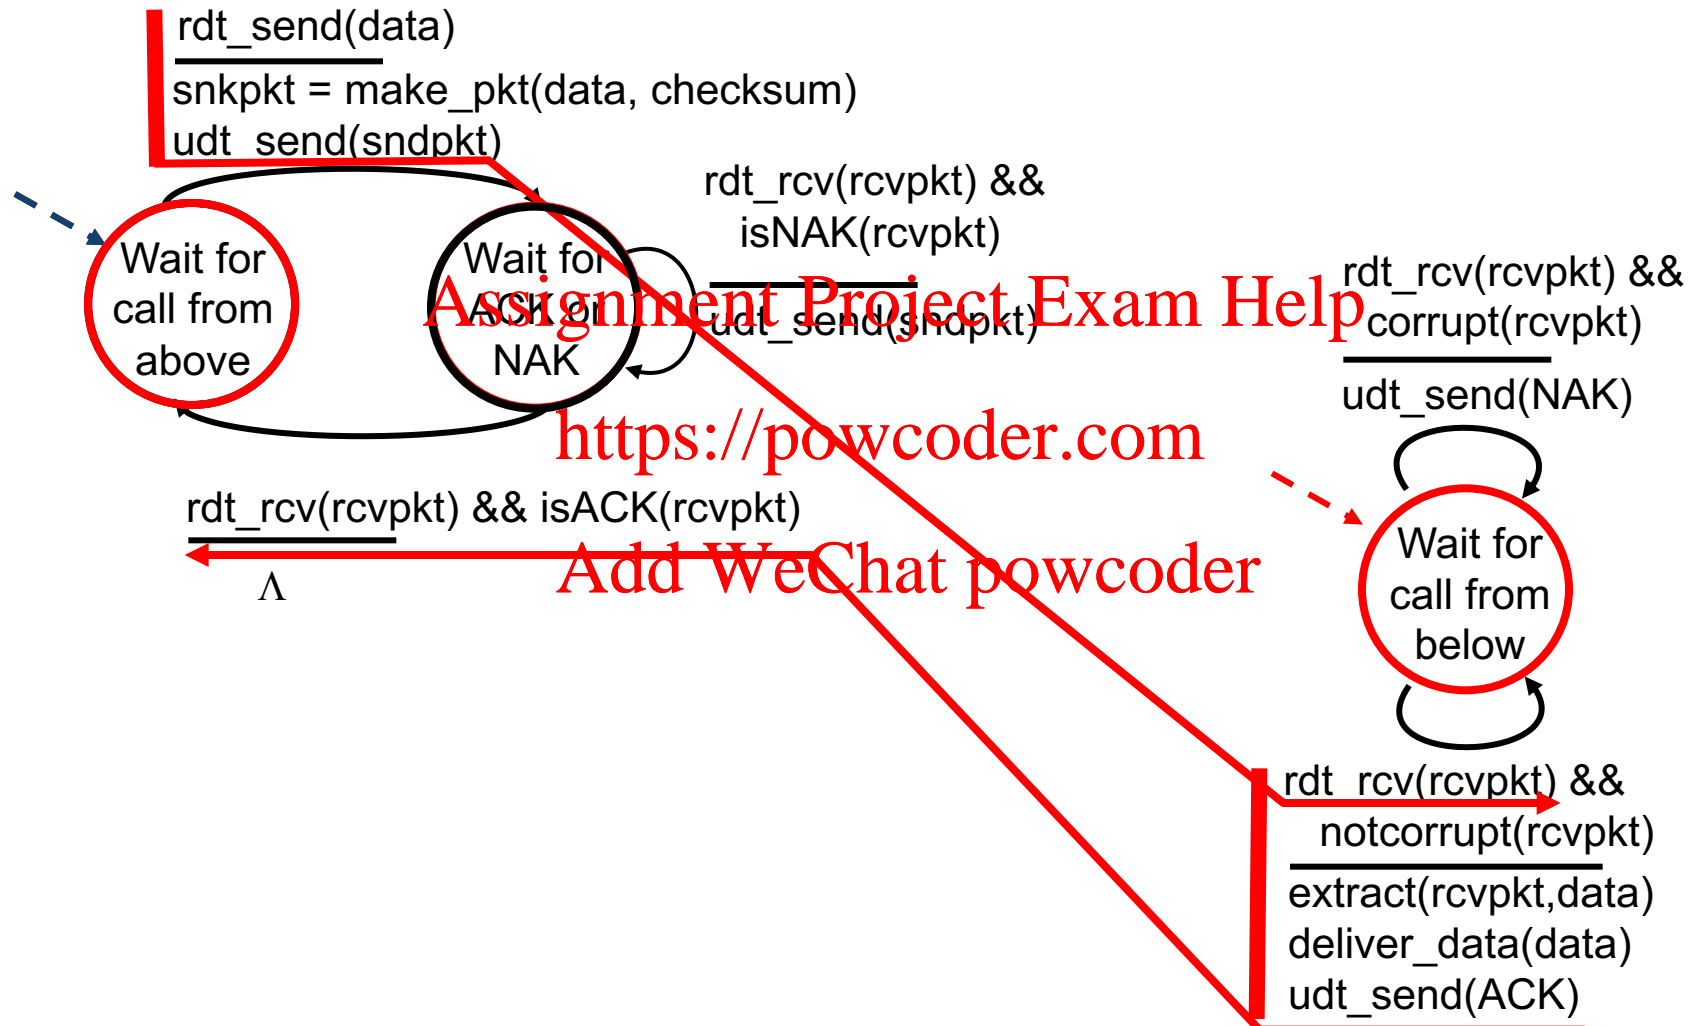 rdt_send(data)
snkpkt = make_pkt(data, checksum)
udt_send(sndpkt)
Wait for
call from
above
Wait for
ACK or
NAK
rdt_rcv(rcvpkt) &&
isNAK(rcvpkt)
udt_send(sndpkt)
Assignment Project Exam Help
rdt_rcv(rcvpkt) &&
corrupt(rcvpkt)
udt_send(NAK)
https://powcoder.com
rdt_rcv(rcvpkt) && isACK(rcvpkt)
Λ
Add WeChat powcoder
Wait for
call from
below
rdt_rcv(rcvpkt) &&
notcorrupt(rcvpkt)
extract(rcvpkt,data)
deliver_data(data)
udt_send(ACK)